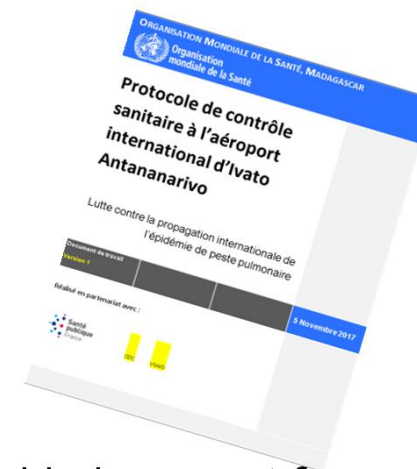 ORGANISATION MONDIALE DE LA SANTÉ, MADAGASCAR
Organisation
mondiale de la Santé
Protocole de contrôle
sanitaire à l'aéroport
international d'Ivato
Antananarivo
Lutte contre la propagation internationale de
l'épidémie de peste pulmonaire
Document de travail
Version 1
5 Novembre 2017
Réalisé en partenariat avec :
Santé
publique
France
CDC
USAID